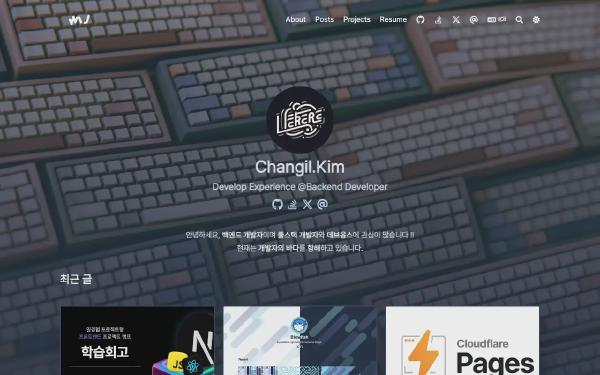 About Posts Projects Resume
Changil.Kim
Develop Experience @Backend Developer
안녕하세요, 백엔드 개발자이며 풀스택 개발자와 데브옵스에 관심이 많습니다 !!
현재는 개발자의 바다를 항해하고 있습니다.
최근 글
학습회고
N
JS
Blowfish
Cloudflare
Pages